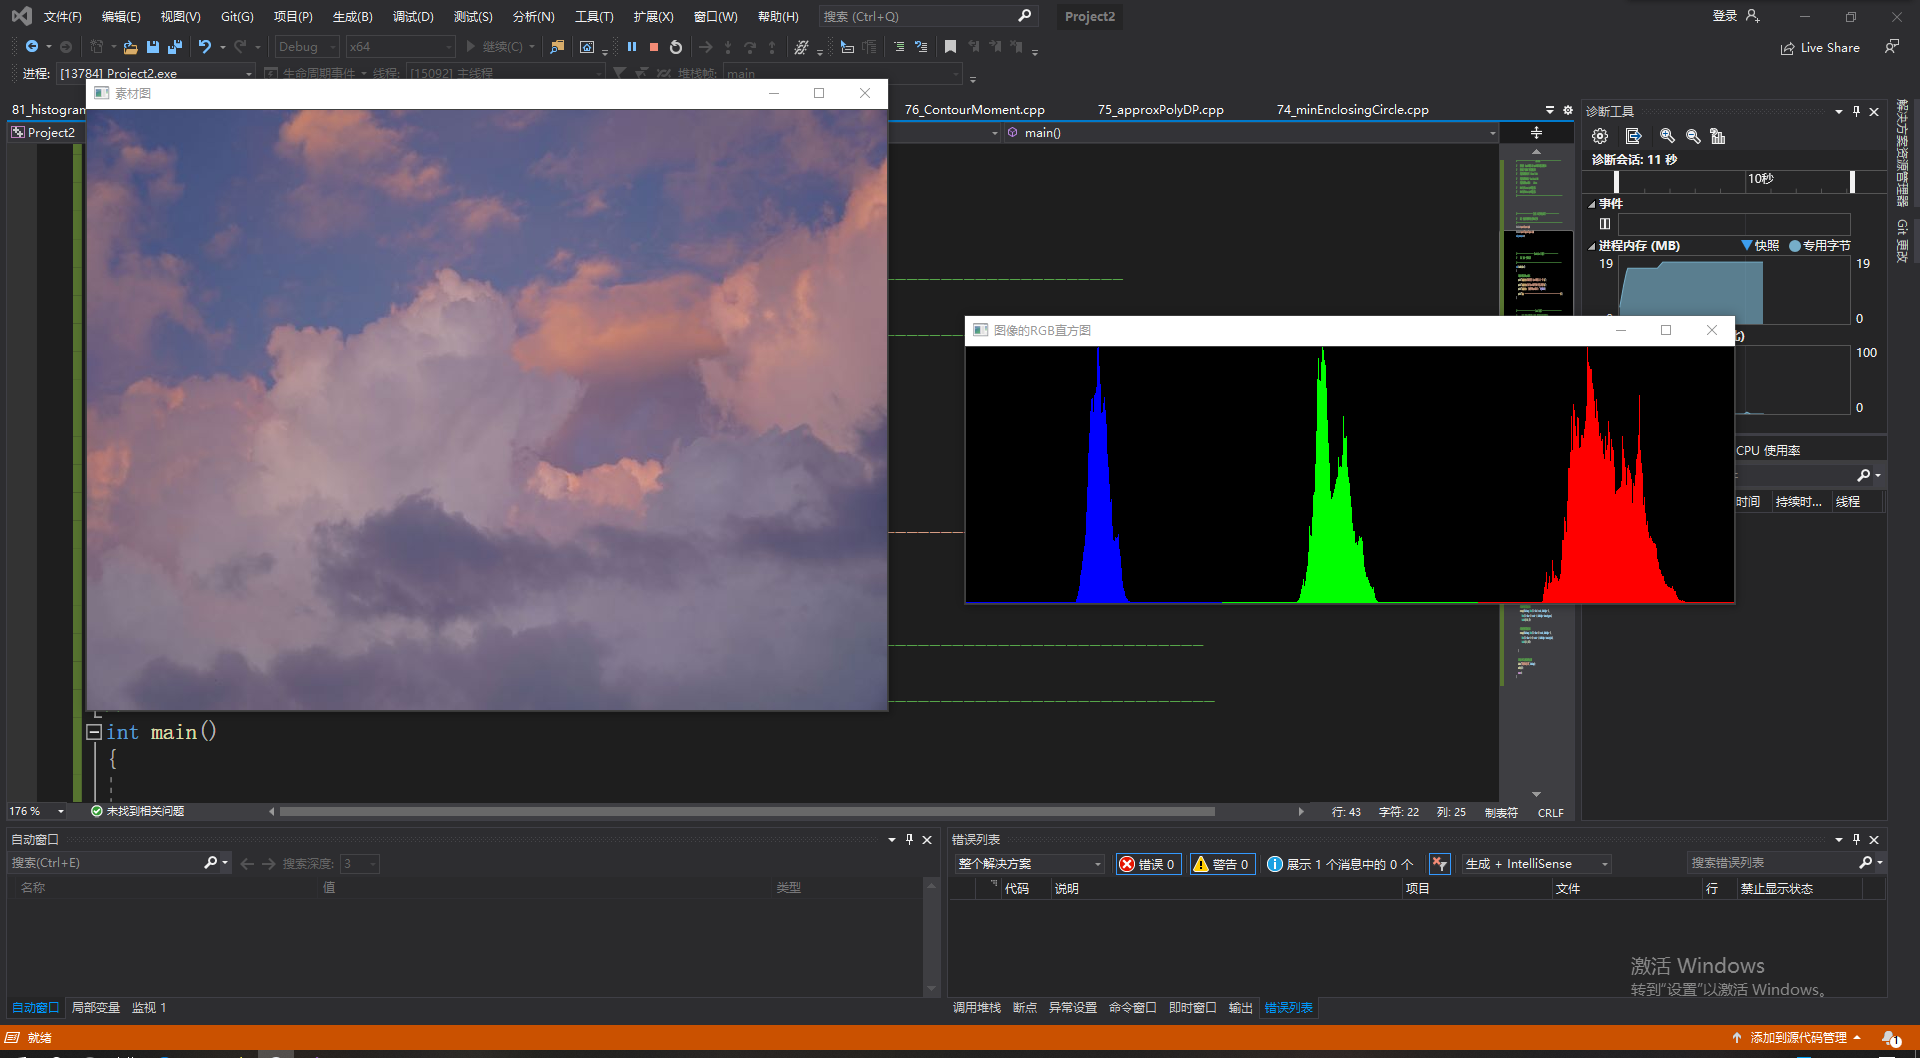 文件(F) 编辑(E) 视图(V) Git(G) 项目(P) 生成(B) 调试(D) 测试(S) 分析(N) 工具(T) 扩展(X) 窗口(W) 帮助(H) 搜索 (Ctrl+Q) Project2 登录
Debug x64 继续(C) Live Share
进程: [13784] Project2.exe 生命周期事件 线程: [15092] 主线程 堆栈帧: main
素材图
81_histogram 76_ContourMoment.cpp 75_approxPolyDP.cpp 74_minEnclosingCircle.cpp
Project2 main()
诊断工具
诊断会话: 11 秒
10秒
事件
进程内存 (MB) 快照 专用字节
19 19
0
图像的RGB直方图
100
0
CPU 使用率
时间 持续时... 线程
解决方案资源管理器
Git 更改
int main()
{
176 % 未找到相关问题 行: 43 字符: 22 列: 25 制表符 CRLF
自动窗口
搜索(Ctrl+E) 搜索深度: 3
名称 值 类型
自动窗口 局部变量 监视 1
错误列表
整个解决方案 错误 0 警告 0 展示 1 个消息中的 0 个 生成 + IntelliSense 搜索错误列表
代码 说明 项目 文件 行 禁止显示状态
激活 Windows
转到"设置"以激活 Windows。
调用堆栈 断点 异常设置 命令窗口 即时窗口 输出 错误列表
就绪 添加到源代码管理 1